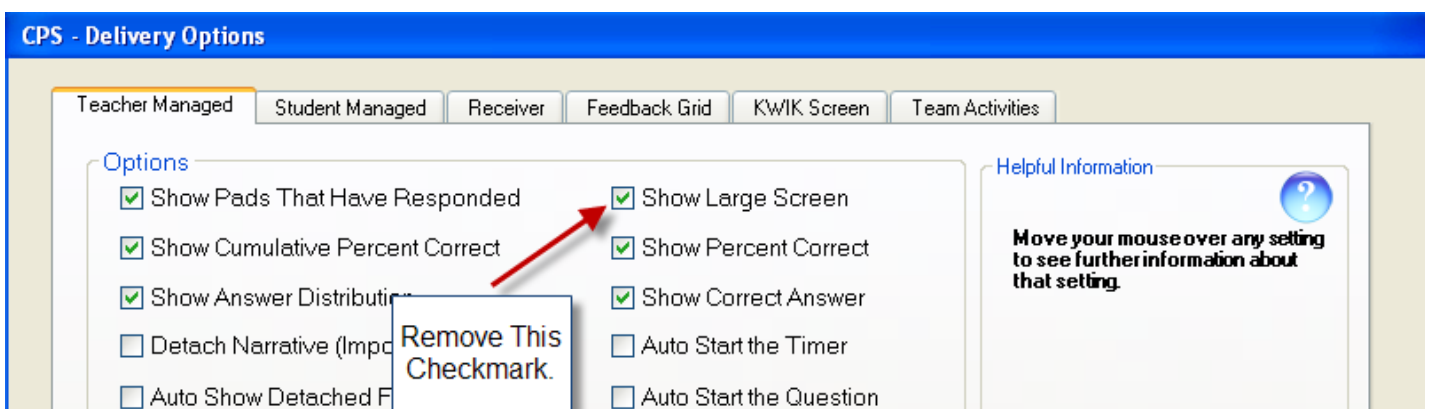 CPS - Delivery Options
Teacher Managed Student Managed Receiver Feedback Grid KWIK Screen Team Activities
Options
Show Pads That Have Responded
Show Large Screen
Show Cumulative Percent Correct
Show Percent Correct
Show Answer Distribution
Show Correct Answer
Detach Narrative (Impo
Auto Start the Timer
Auto Show Detached F
Auto Start the Question
Remove This
Checkmark.
Helpful Information
?
Move your mouse over any setting
to see further information about
that setting.